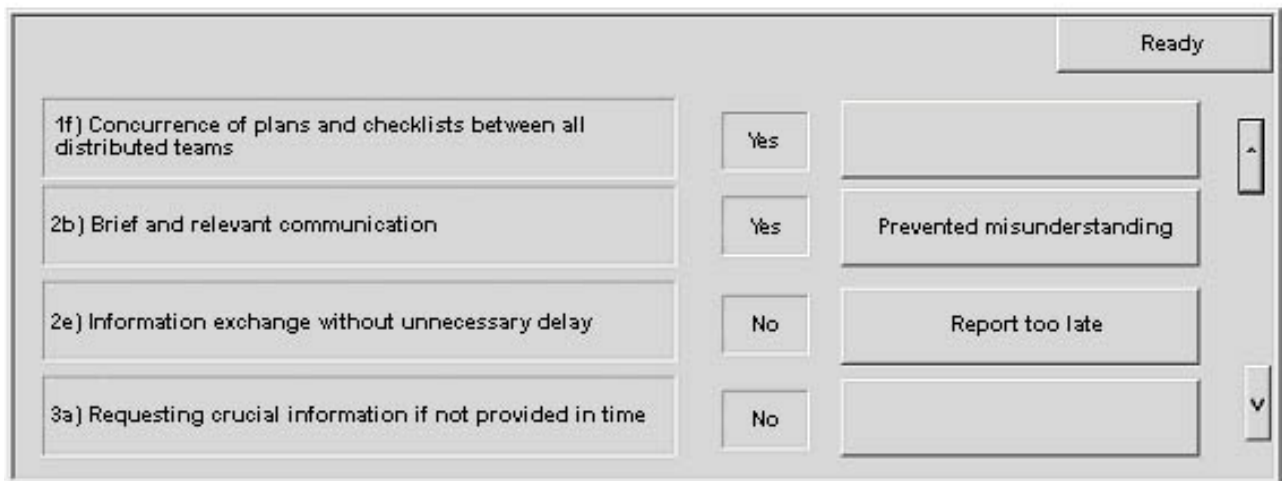 Ready
1f) Concurrence of plans and checklists between all
distributed teams
Yes
2b) Brief and relevant communication
Yes
Prevented misunderstanding
2e) Information exchange without unnecessary delay
No
Report too late
3a) Requesting crucial information if not provided in time
No